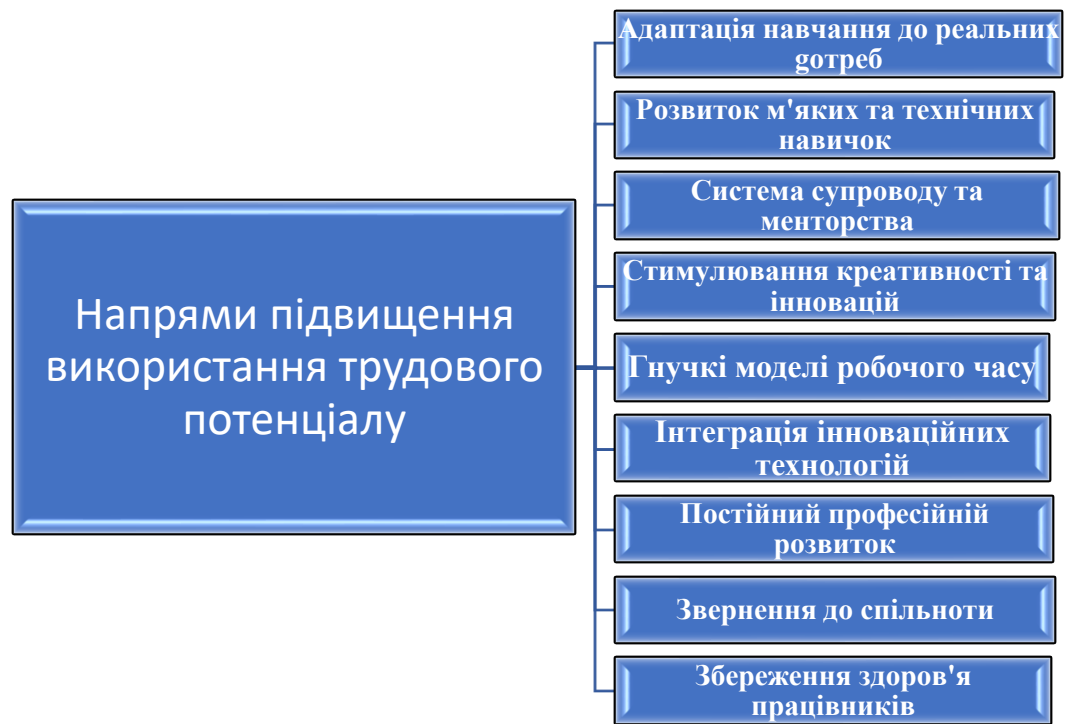 Адаптація навчання до реальних
gотреб
Розвиток м'яких та технічних
навичок
Система супроводу та
менторства
Стимулювання креативності та
інновацій
Напрями підвищення
використання трудового
потенціалу
Гнучкі моделі робочого часу
Інтеграція інноваційних
технологій
Постійний професійній
розвиток
Звернення до спільноти
Збереження здоров'я
працівників